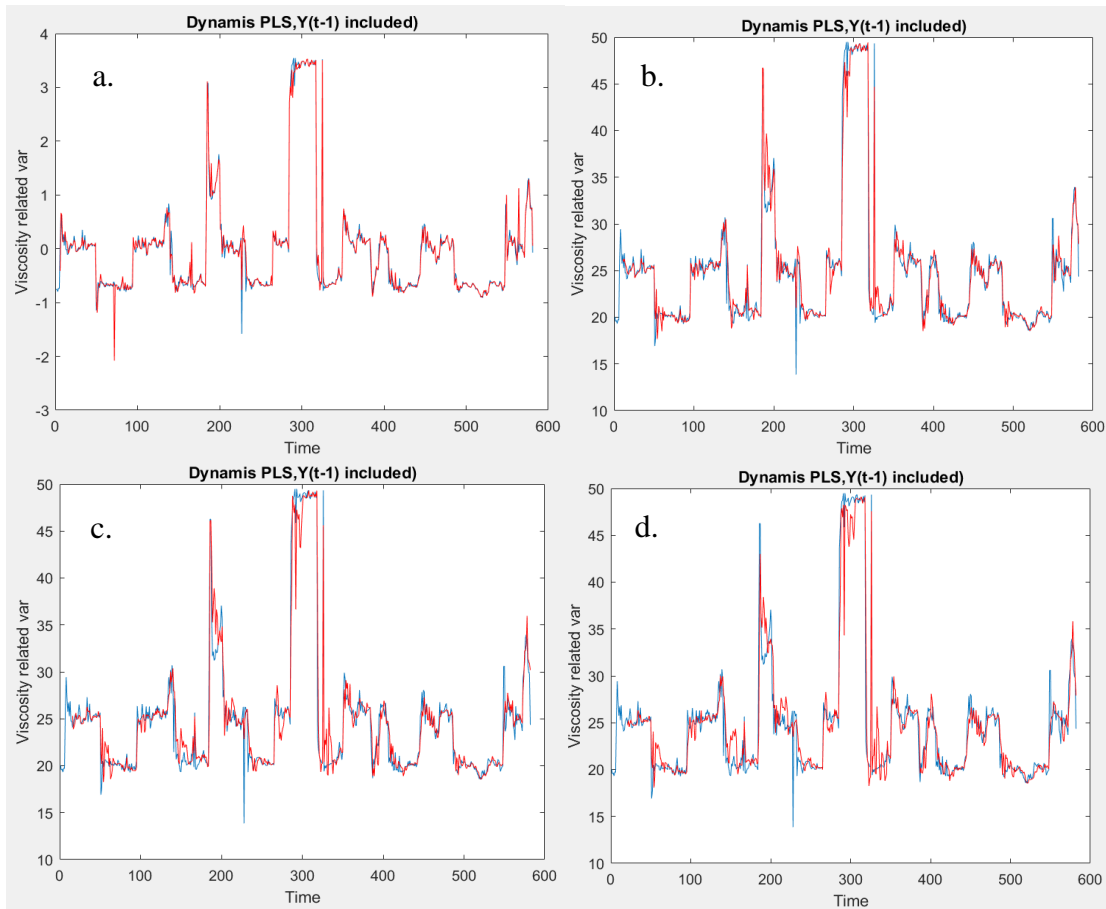 Dynamis PLS,Y(t-1) included)
a.
4
3
2
1
0
-1
-2
-3
Viscosity related var
0 100 200 300 400 500 600
Time
Dynamis PLS,Y(t-1) included)
b.
50
45
40
35
30
25
20
15
10
Viscosity related var
0 100 200 300 400 500 600
Time
Dynamis PLS,Y(t-1) included)
c.
50
45
40
35
30
25
20
15
10
Viscosity related var
0 100 200 300 400 500 600
Time
Dynamis PLS,Y(t-1) included)
d.
50
45
40
35
30
25
20
15
10
Viscosity related var
0 100 200 300 400 500 600
Time